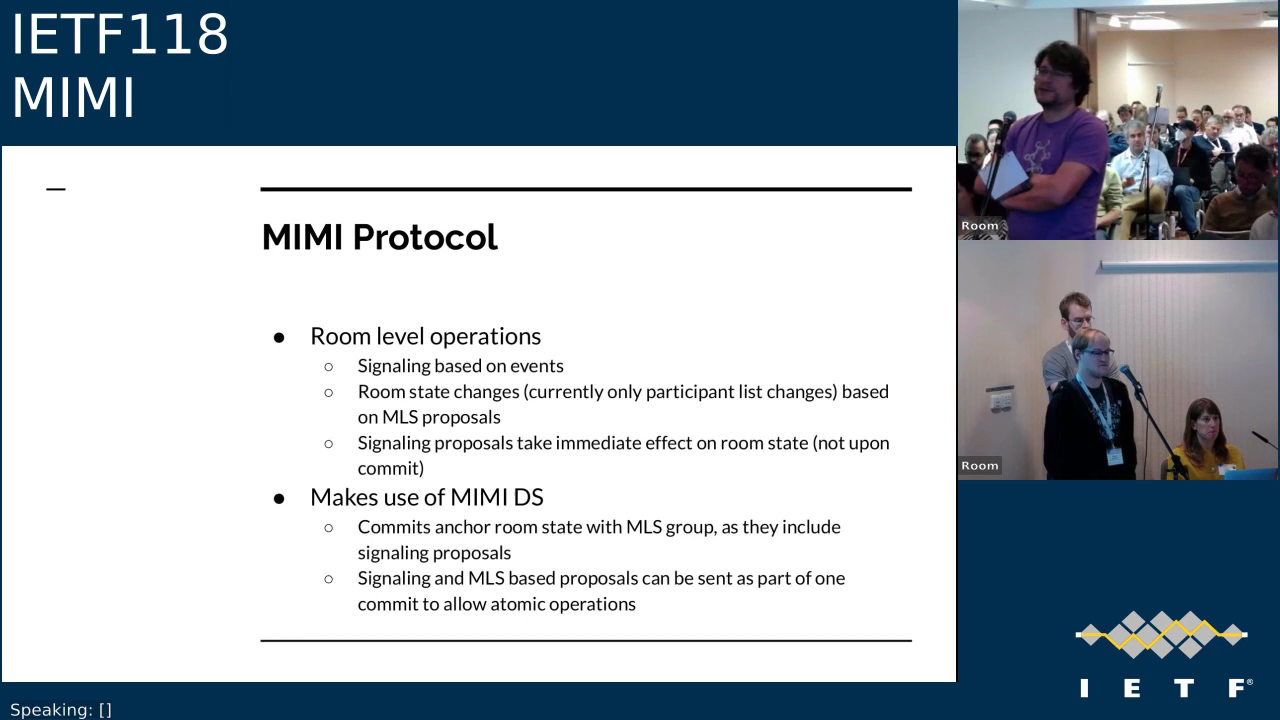 IETF118
MIMI
MIMI Protocol
● Room level operations
○ Signaling based on events
○ Room state changes (currently only participant list changes) based
on MLS proposals
○ Signaling proposals take immediate effect on room state (not upon
commit)
● Makes use of MIMI DS
○ Commits anchor room state with MLS group, as they include
signaling proposals
○ Signaling and MLS based proposals can be sent as part of one
commit to allow atomic operations
Room
Room
I E T F®
Speaking: []